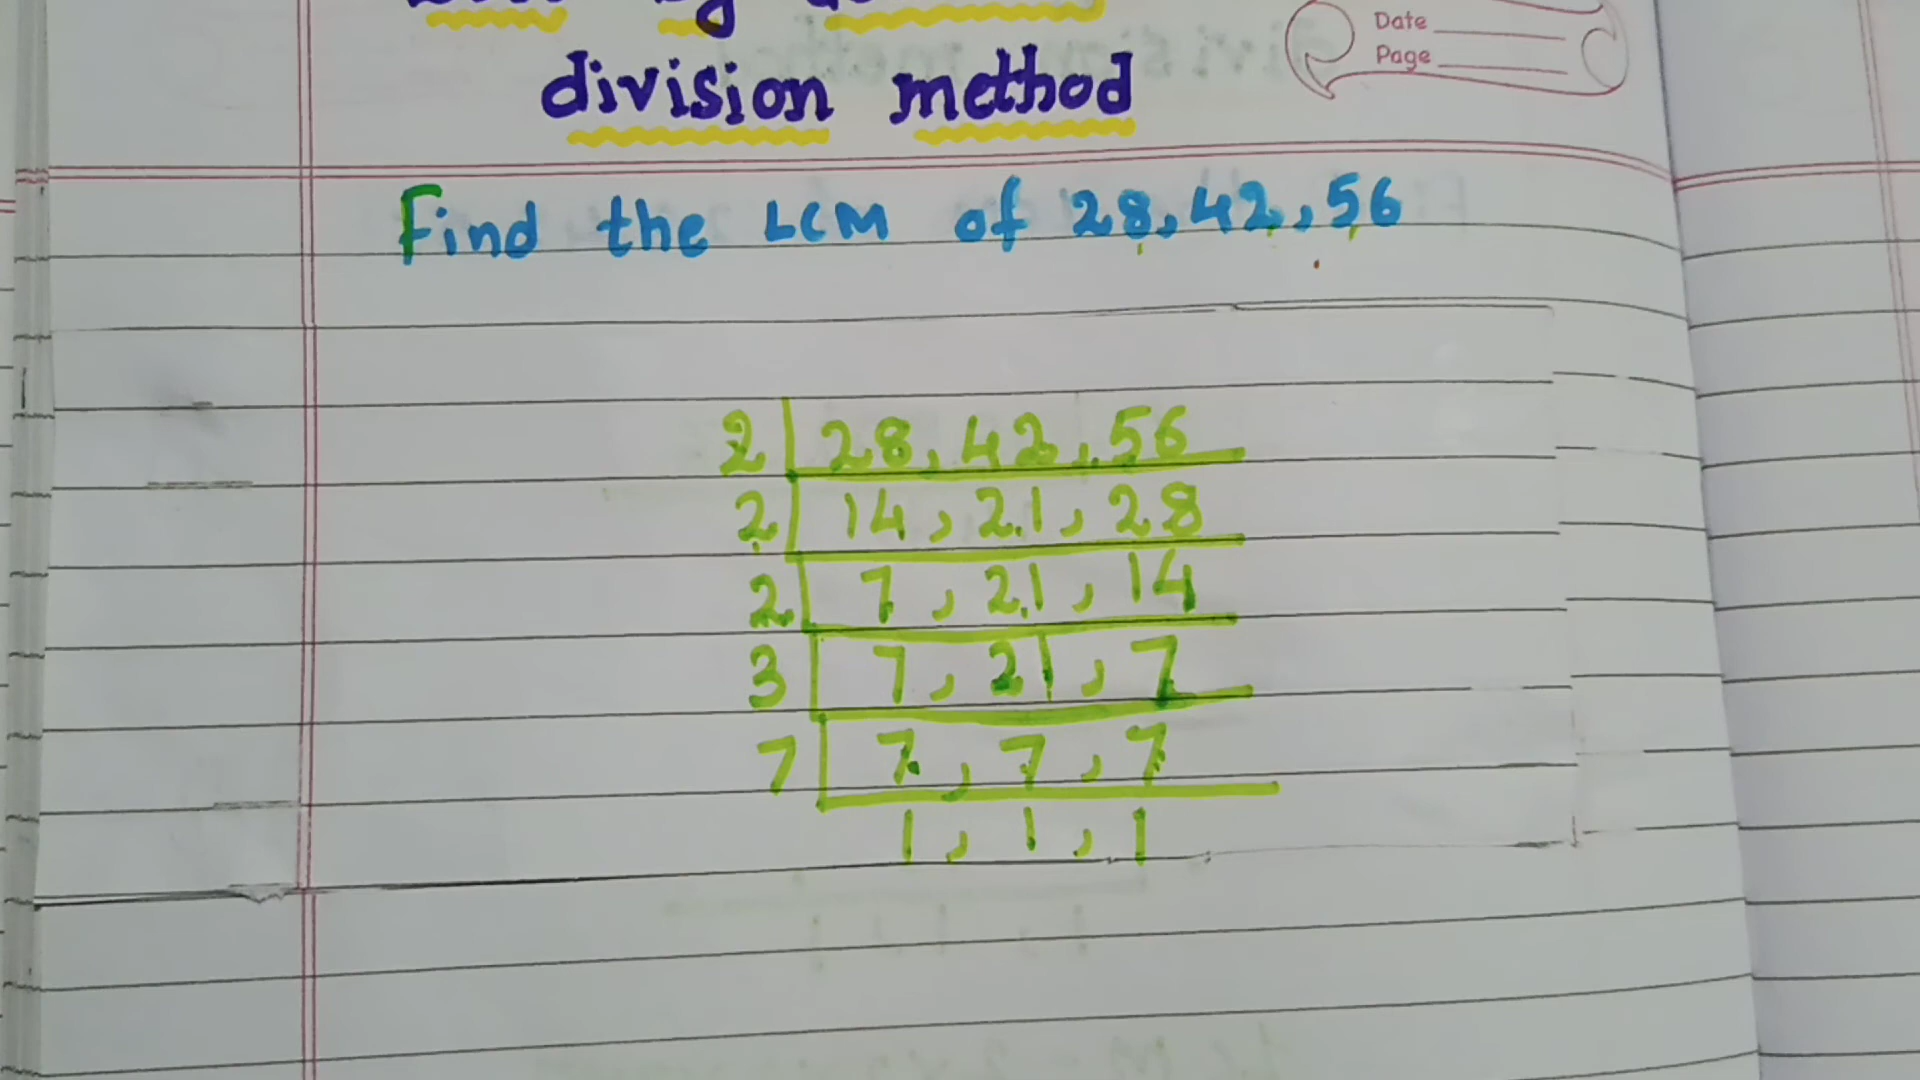 Date
Page
division method
Find the LCM of 28,42,56
2 28,42,56
2 14,21,28
2 7,21,14
3 7,21,7
7 7,7,7
1,1,1